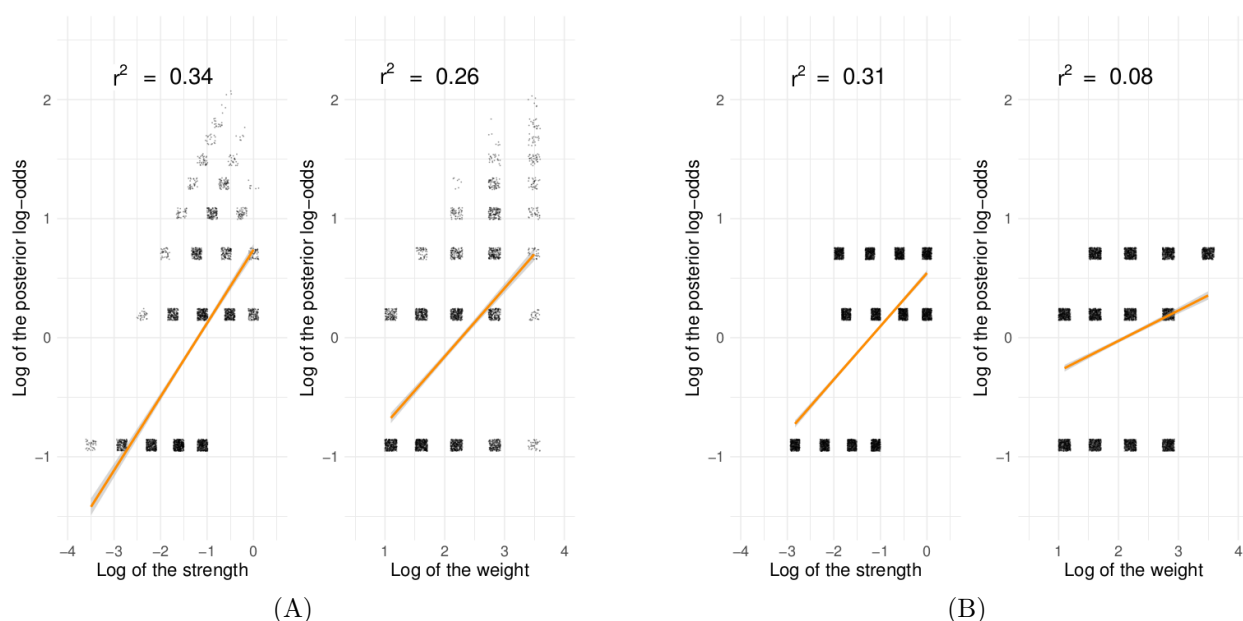 r² = 0.34
2
1
0
−1
Log of the posterior log−odds
−4 −3 −2 −1 0
Log of the strength
r² = 0.26
Log of the posterior log−odds
1 2 3 4
Log of the weight
(A)
r² = 0.31
2
1
0
−1
Log of the posterior log−odds
−4 −3 −2 −1 0
Log of the strength
r² = 0.08
2
1
0
−1
Log of the posterior log−odds
1 2 3 4
Log of the weight
(B)